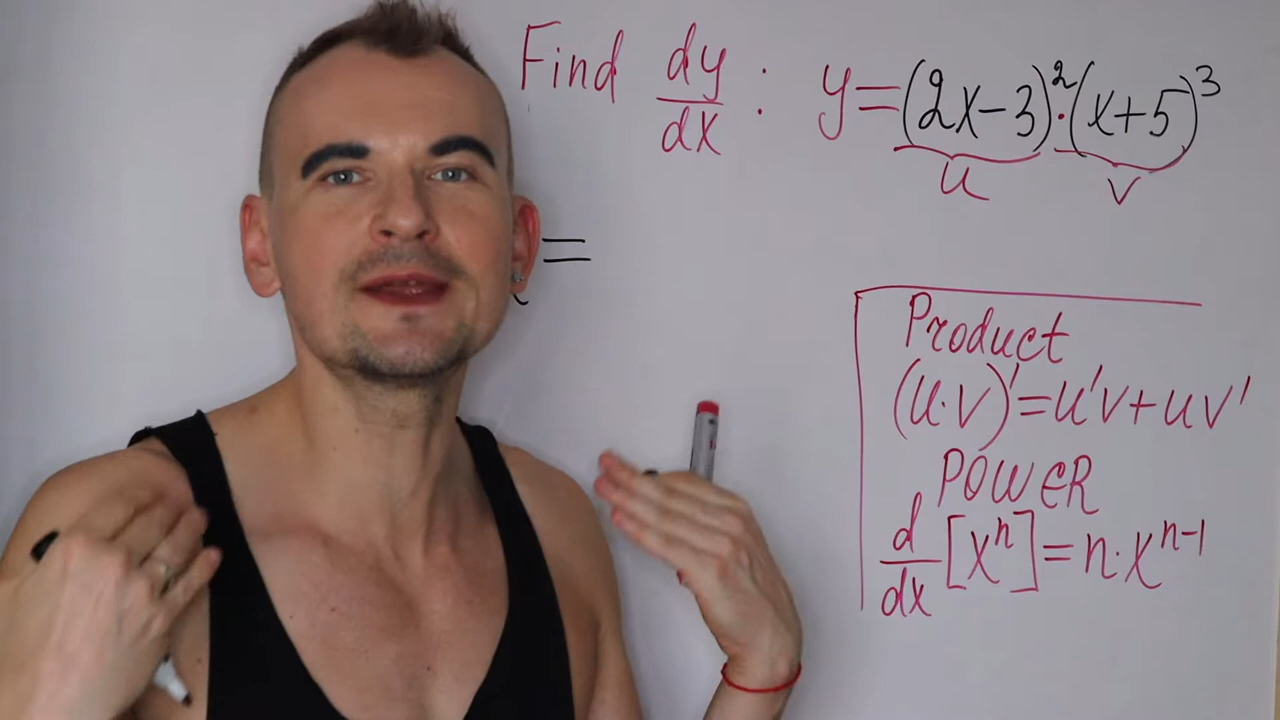 Find dy/dx : y=(2x-3)²·(x+5)³
u v
=
Product
(u·v)'=u'v+uv'
POWER
d/dx [xⁿ]=n·xⁿ⁻¹